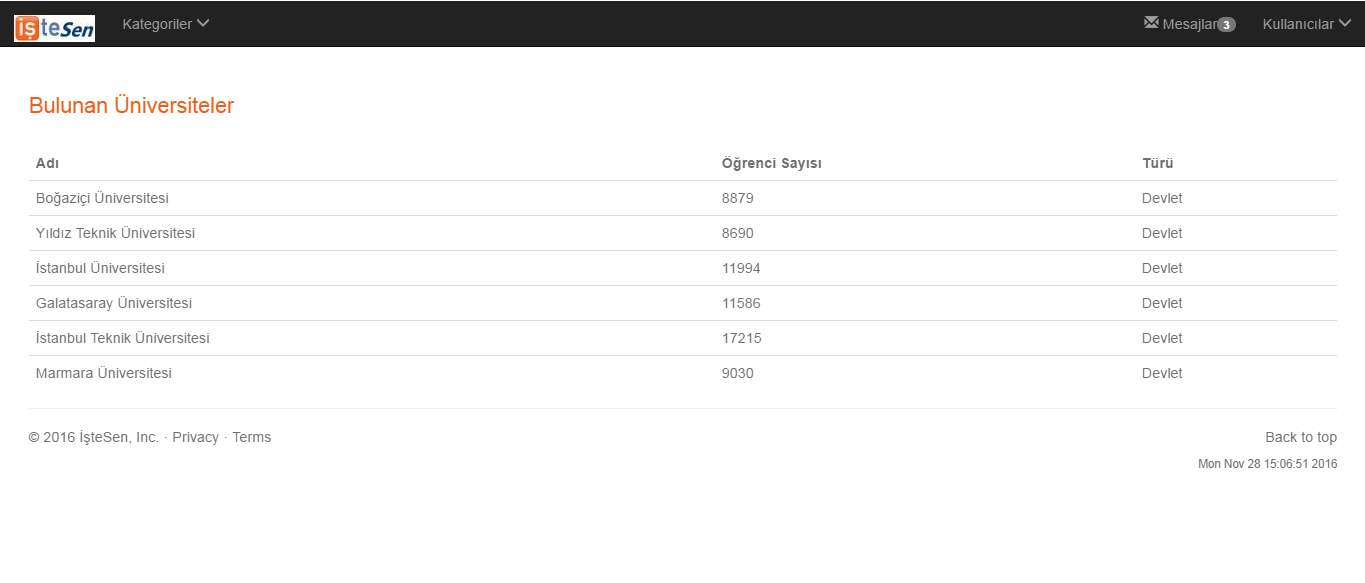 işteSen Kategoriler Mesajlar 3 Kullanıcılar
Bulunan Üniversiteler
Adı Öğrenci Sayısı Türü
Boğaziçi Üniversitesi 8879 Devlet
Yıldız Teknik Üniversitesi 8690 Devlet
İstanbul Üniversitesi 11994 Devlet
Galatasaray Üniversitesi 11586 Devlet
İstanbul Teknik Üniversitesi 17215 Devlet
Marmara Üniversitesi 9030 Devlet
© 2016 İşteSen, Inc. · Privacy · Terms Back to top
Mon Nov 28 15:06:51 2016